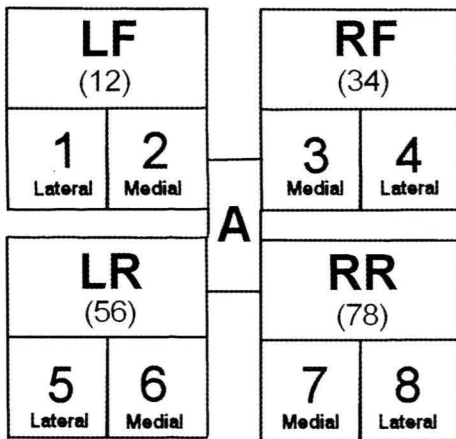 LF
(12)
RF
(34)
1
Lateral
2
Medial
3
Medial
4
Lateral
A
LR
(56)
RR
(78)
5
Lateral
6
Medial
7
Medial
8
Lateral